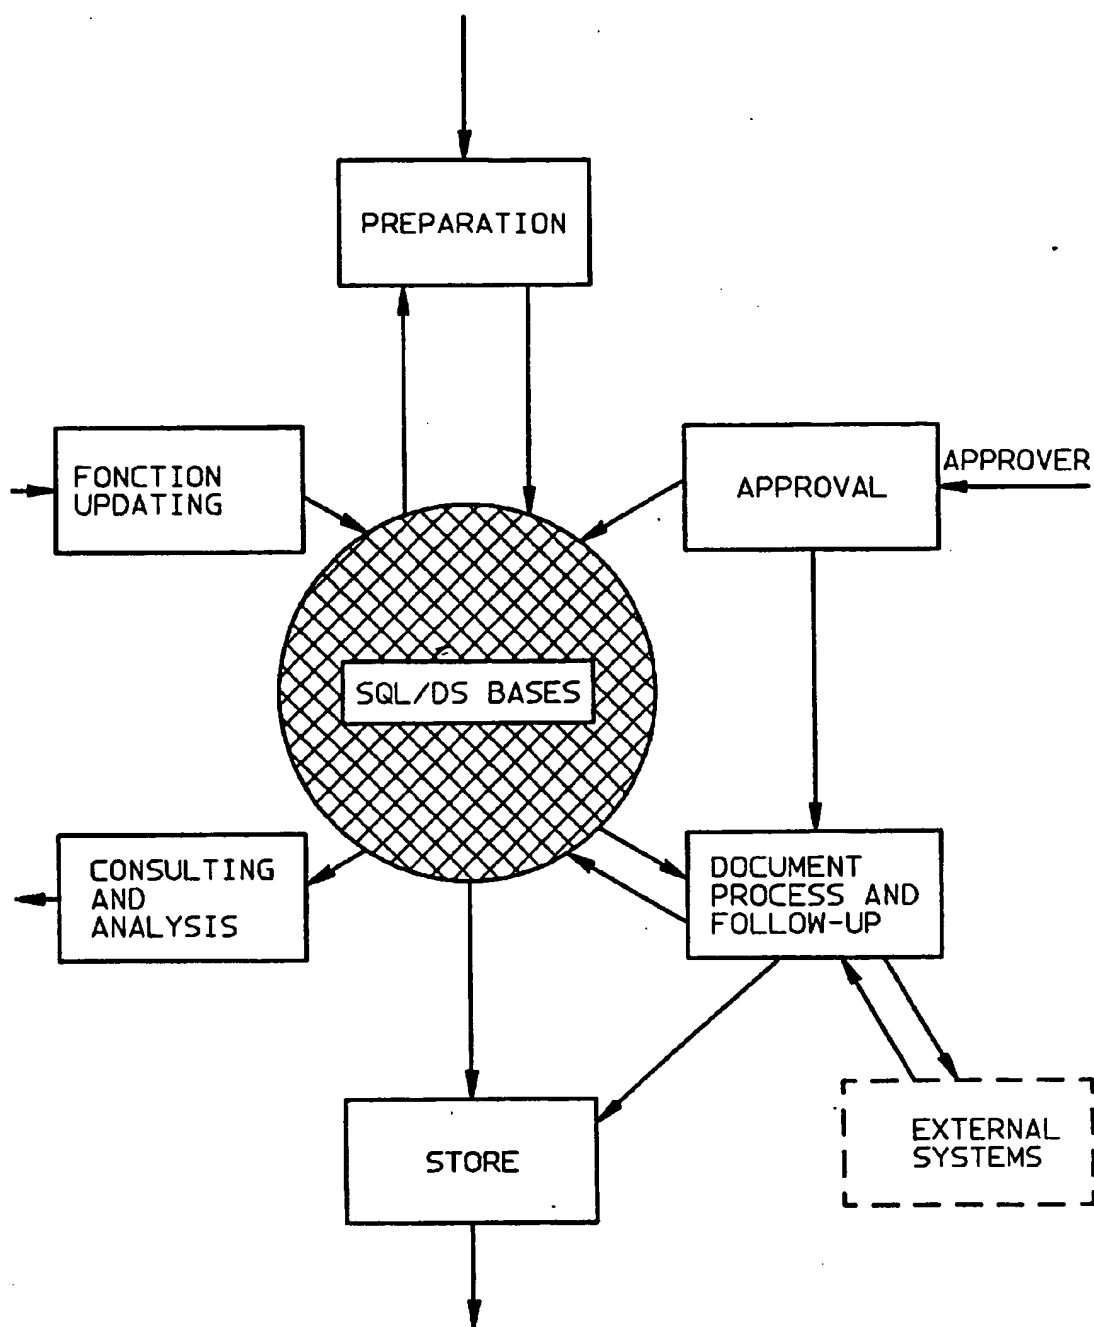 PREPARATION
FONCTION
UPDATING
APPROVAL
APPROVER
SQL/DS BASES
CONSULTING
AND
ANALYSIS
DOCUMENT
PROCESS AND
FOLLOW-UP
STORE
EXTERNAL
SYSTEMS